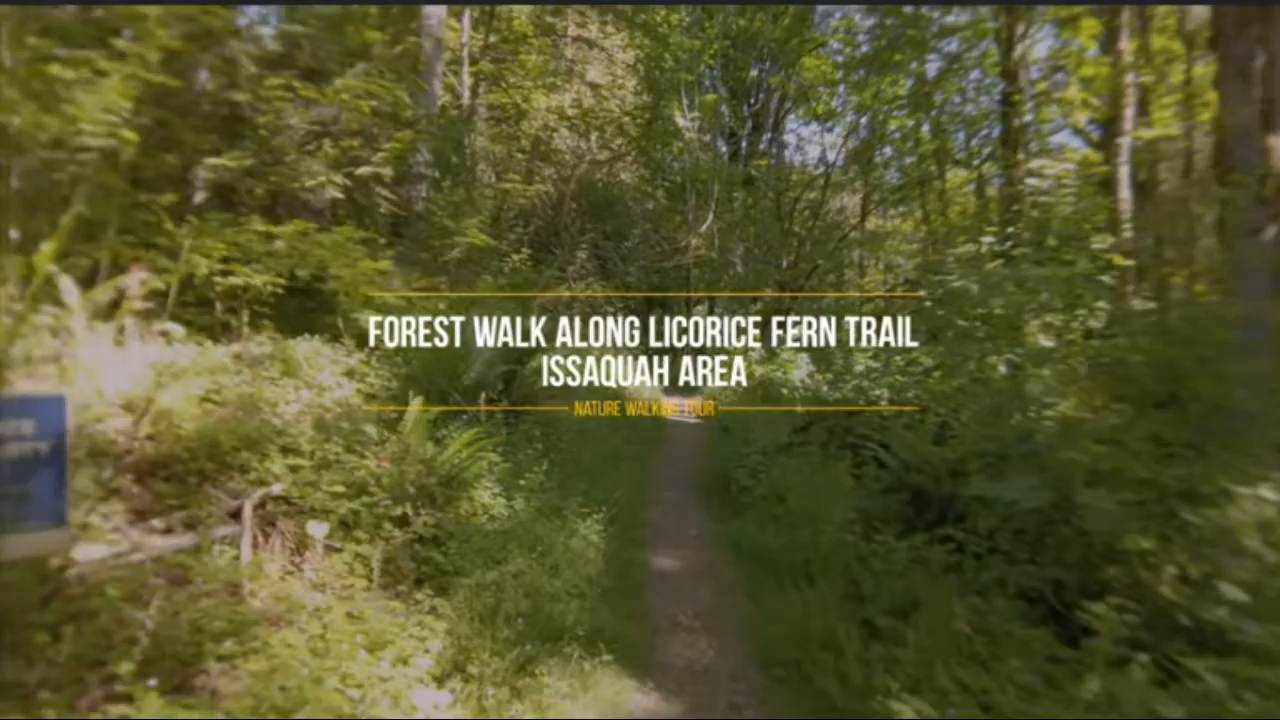 FOREST WALK ALONG LICORICE FERN TRAIL
ISSAQUAH AREA
NATURE WALKING TOUR